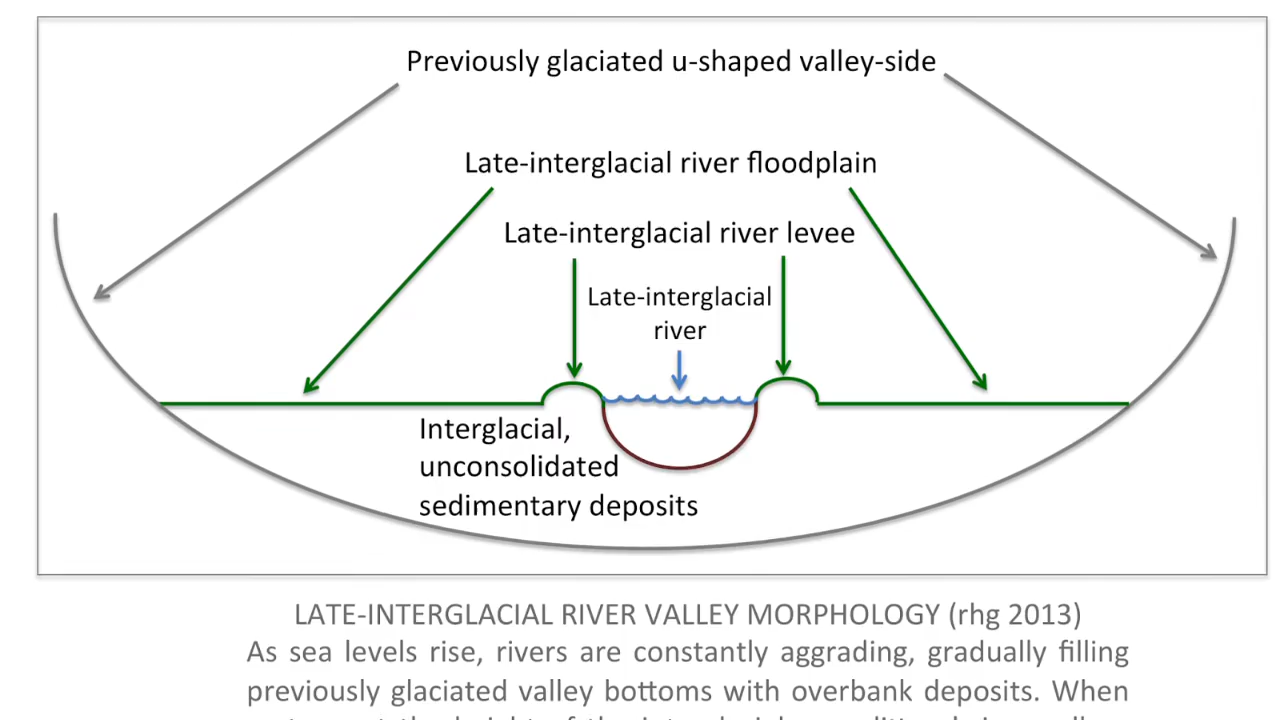 Previously glaciated u-shaped valley-side
Late-interglacial river floodplain
Late-interglacial river levee
Late-interglacial
river
Interglacial,
unconsolidated
sedimentary deposits
LATE-INTERGLACIAL RIVER VALLEY MORPHOLOGY (rhg 2013)
As sea levels rise, rivers are constantly aggrading, gradually filling
previously glaciated valley bottoms with overbank deposits. When